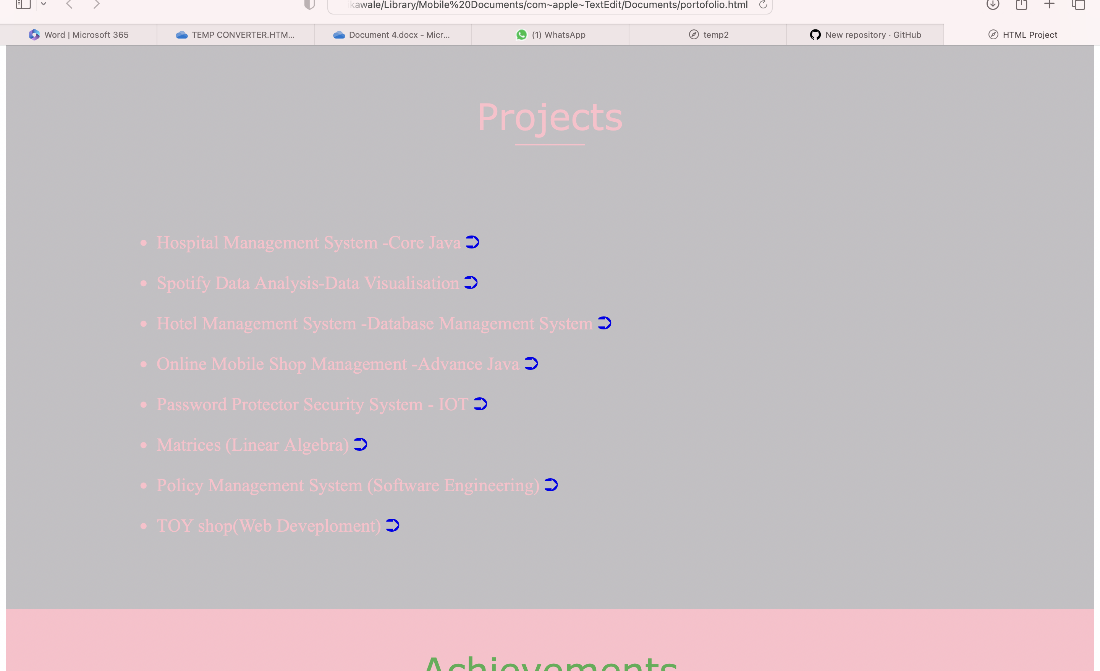 kawale/Library/Mobile%20Documents/com~apple~TextEdit/Documents/portofolio.html
Word | Microsoft 365
TEMP CONVERTER.HTM...
Document 4.docx - Micr...
(1) WhatsApp
temp2
New repository · GitHub
HTML Project
Projects
• Hospital Management System -Core Java ➲
• Spotify Data Analysis-Data Visualisation ➲
• Hotel Management System -Database Management System ➲
• Online Mobile Shop Management -Advance Java ➲
• Password Protector Security System - IOT ➲
• Matrices (Linear Algebra) ➲
• Policy Management System (Software Engineering) ➲
• TOY shop(Web Deveploment) ➲
Achievements